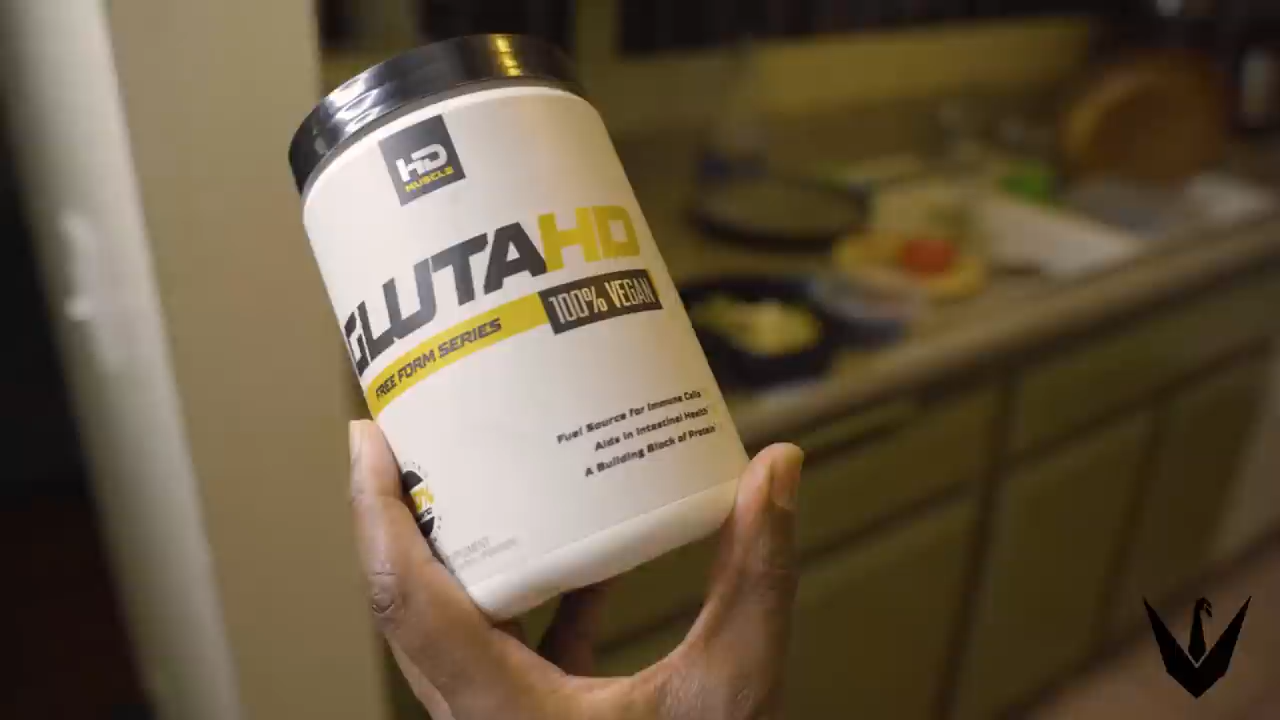 HD
MUSCLE
GLUTAHD
100% VEGAN
FREE FORM SERIES
Fuel Source for Immune Cells
Aids in Intestinal Health
A Building Block of Protein